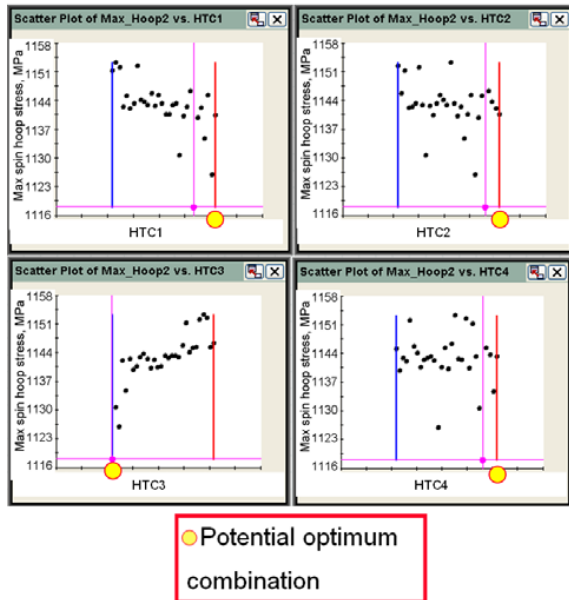 Scatter Plot of Max_Hoop2 vs. HTC1
Max spin hoop stress, MPa
1158
1151
1144
1137
1130
1123
1116
HTC1
Scatter Plot of Max_Hoop2 vs. HTC2
Max spin hoop stress, MPa
1158
1151
1144
1137
1130
1123
1116
HTC2
Scatter Plot of Max_Hoop2 vs. HTC3
Max spin hoop stress, MPa
1158
1151
1144
1137
1130
1123
1116
HTC3
Scatter Plot of Max_Hoop2 vs. HTC4
Max spin hoop stress, MPa
1158
1151
1144
1137
1130
1123
1116
HTC4
Potential optimum
combination